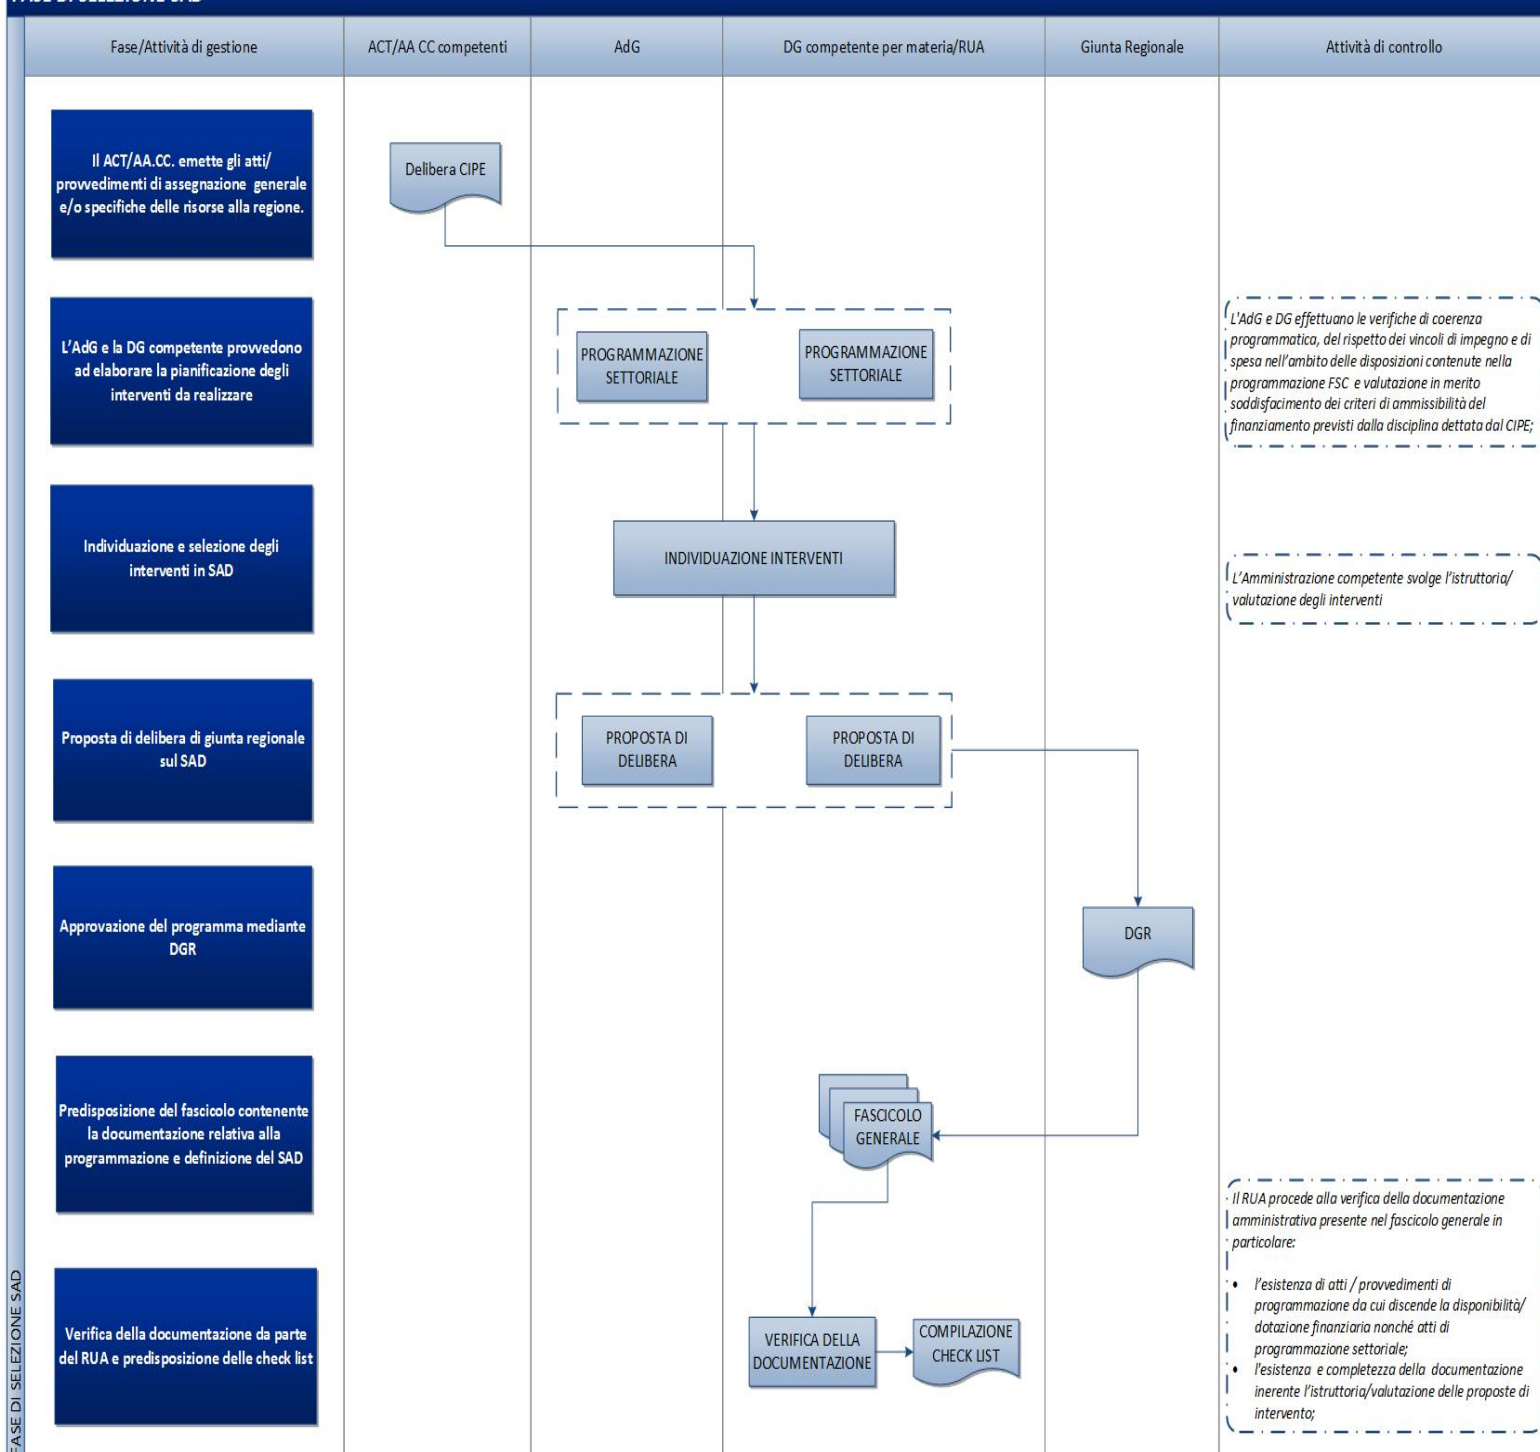 FASE DI SELEZIONE SAD
Fase/Attività di gestione
ACT/AA CC competenti
AdG
DG competente per materia/RUA
Giunta Regionale
Attività di controllo
Il ACT/AA.CC. emette gli atti/
provvedimenti di assegnazione generale
e/o specifiche delle risorse alla regione.
Delibera CIPE
L'AdG e la DG competente provvedono
ad elaborare la pianificazione degli
interventi da realizzare
PROGRAMMAZIONE
SETTORIALE
PROGRAMMAZIONE
SETTORIALE
L'AdG e DG effettuano le verifiche di coerenza
programmatica, del rispetto dei vincoli di impegno e di
spesa nell'ambito delle disposizioni contenute nella
programmazione FSC e valutazione in merito
soddisfacimento dei criteri di ammissibilità del
finanziamento previsti dalla disciplina dettata dal CIPE;
Individuazione e selezione degli
interventi in SAD
INDIVIDUAZIONE INTERVENTI
L'Amministrazione competente svolge l'istruttoria/
valutazione degli interventi
Proposta di delibera di giunta regionale
sul SAD
PROPOSTA DI
DELIBERA
PROPOSTA DI
DELIBERA
Approvazione del programma mediante
DGR
DGR
Predisposizione del fascicolo contenente
la documentazione relativa alla
programmazione e definizione del SAD
FASCICOLO
GENERALE
Verifica della documentazione da parte
del RUA e predisposizione delle check list
VERIFICA DELLA
DOCUMENTAZIONE
COMPILAZIONE
CHECK LIST
Il RUA procede alla verifica della documentazione
amministrativa presente nel fascicolo generale in
particolare:
• l'esistenza di atti / provvedimenti di
programmazione da cui discende la disponibilità/
dotazione finanziaria nonché atti di
programmazione settoriale;
• l'esistenza e completezza della documentazione
inerente l'istruttoria/valutazione delle proposte di
intervento;
FASE DI SELEZIONE SAD